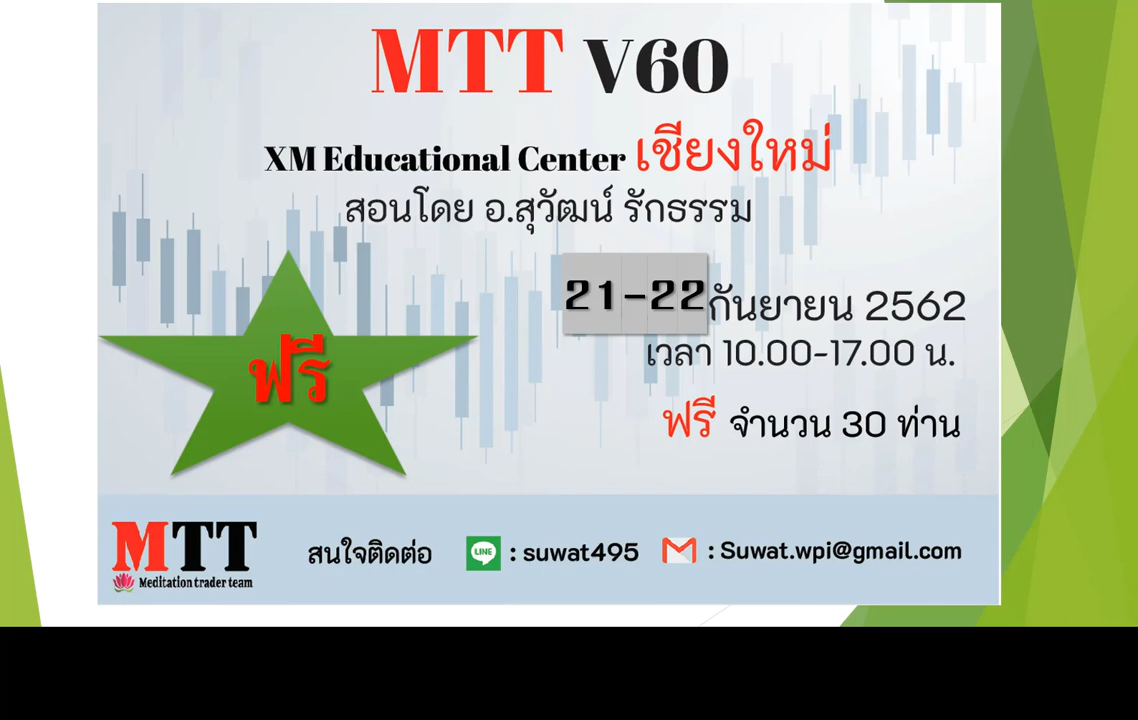 MTT V60
XM Educational Center เชียงใหม่
สอนโดย อ.สุวัฒน์ รักธรรม
21-22 กันยายน 2562
เวลา 10.00-17.00 น.
ฟรี
ฟรี จำนวน 30 ท่าน
MTT
Meditation trader team
สนใจติดต่อ LINE : suwat495 : Suwat.wpi@gmail.com